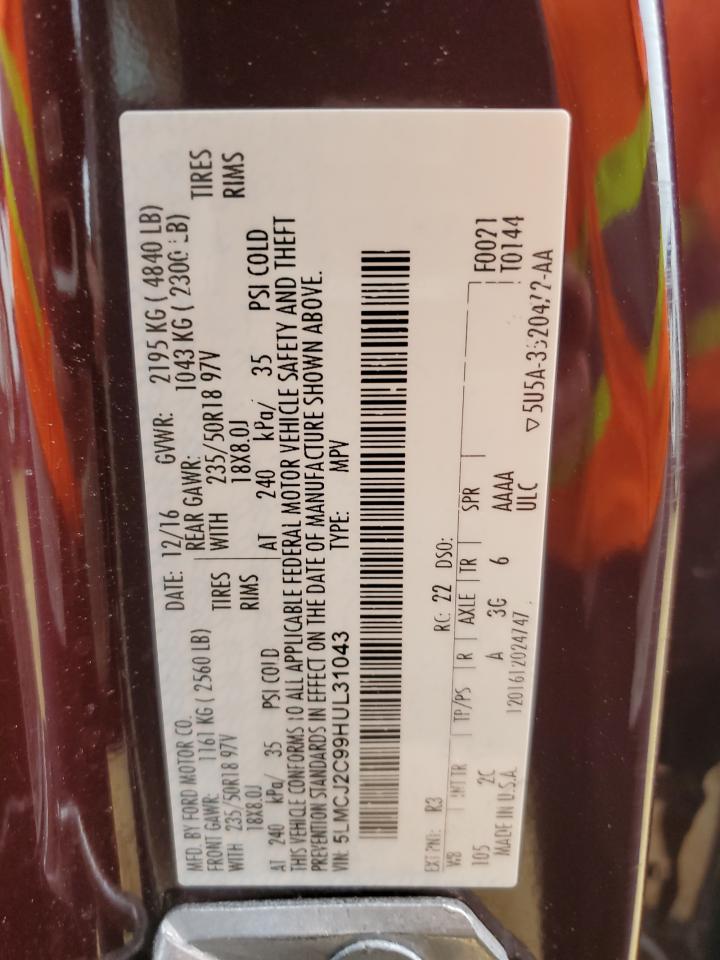 MFD. BY FORD MOTOR CO. DATE: 12/16 GVWR: 2195 KG ( 4840 LB)
FRONT GAWR: 1161 KG ( 2560 LB) REAR GAWR: 1043 KG ( 2300 LB)
WITH 235/50R18 97V TIRES WITH 235/50R18 97V TIRES
18X8.0J RIMS 18X8.0J RIMS
AT 240 kPa/ 35 PSI COLD AT 240 kPa/ 35 PSI COLD
THIS VEHICLE CONFORMS TO ALL APPLICABLE FEDERAL MOTOR VEHICLE SAFETY AND THEFT
PREVENTION STANDARDS IN EFFECT ON THE DATE OF MANUFACTURE SHOWN ABOVE.
VIN: 5LMCJ2C99HUL31043 TYPE: MPV
EXT PNT: R3 RC: 22 DSO: F0021
WB INT TR TP/PS R AXLE TR SPR T0144
105 2C A 3G 6 AAAA
MADE IN U.S.A. 1201612024747 ULC